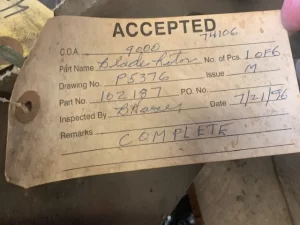 ACCEPTED
74106
C.O.A. 9000
Part Name Blade Rotor No. of Pcs. 1 OF 6
Drawing No. P5376 Issue M
Part No. 102187 P.O. No.
Inspected By Date 7/21/96
Remarks COMPLETE